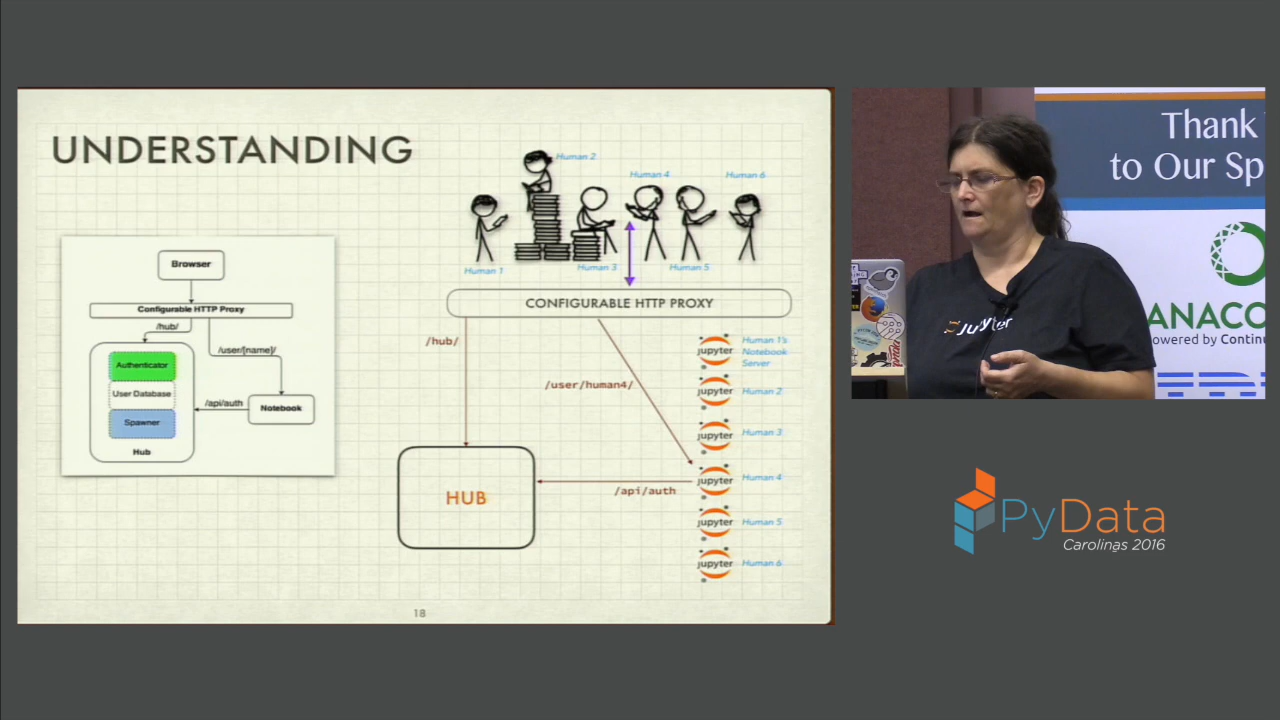 UNDERSTANDING
Browser
Configurable HTTP Proxy
/hub/
/user/[name]/
Authenticator
User Database
Spawner
Hub
/api/auth
Notebook
Human 1
Human 2
Human 3
Human 4
Human 5
Human 6
CONFIGURABLE HTTP PROXY
/hub/
/user/human4/
/api/auth
HUB
jupyter
Human 1's
Notebook
Server
jupyter
Human 2
jupyter
Human 3
jupyter
Human 4
jupyter
Human 5
jupyter
Human 6
18
Thank
to Our Sp
ANACO
owered by Continu
jupyter
PyData
Carolinas 2016